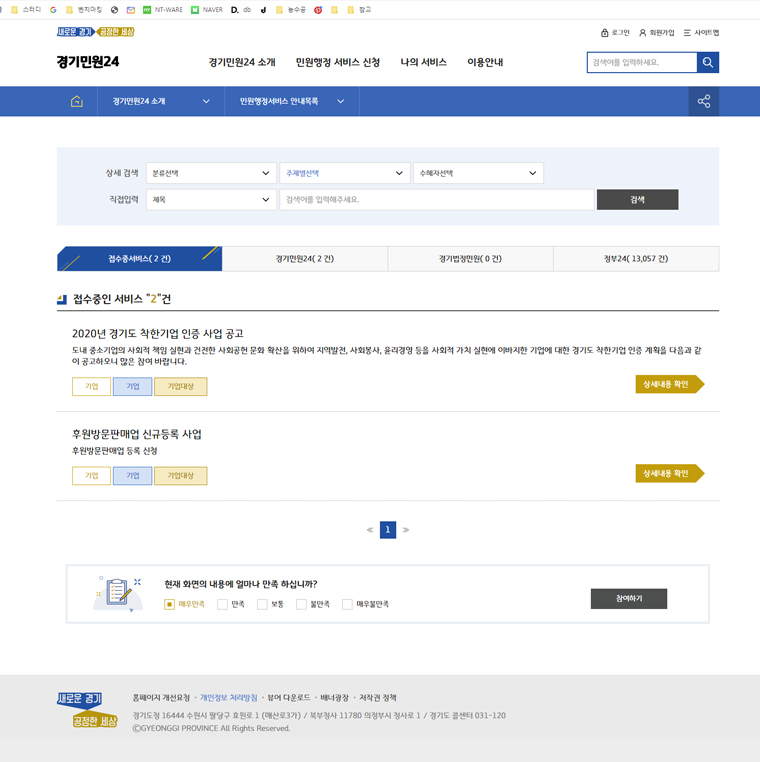 스터디 G 벤치마킹 NT-WARE NAVER D. db 농수공 참고
새로운 경기 공정한 세상
로그인 회원가입 사이트맵
경기민원24 경기민원24 소개 민원행정 서비스 신청 나의 서비스 이용안내 검색어를 입력하세요.
경기민원24 소개 민원행정서비스 안내목록
상세 검색 분류선택 주제별선택 수혜자선택
직접입력 제목 검색어를 입력해주세요. 검색
접수중서비스( 2 건) 경기민원24( 2 건) 경기법정민원( 0 건) 정부24( 13,057 건)
접수중인 서비스 "2"건
2020년 경기도 착한기업 인증 사업 공고
도내 중소기업의 사회적 책임 실현과 건전한 사회공헌 문화 확산을 위하여 지역발전, 사회봉사, 윤리경영 등을 사회적 가치 실현에 이바지한 기업에 대한 경기도 착한기업 인증 계획을 다음과 같
이 공고하오니 많은 참여 바랍니다.
기업 기업 기업대상 상세내용 확인
후원방문판매업 신규등록 사업
후원방문판매업 등록 신청
기업 기업 기업대상 상세내용 확인
≪ 1 ≫
현재 화면의 내용에 얼마나 만족 하십니까?
매우만족 만족 보통 불만족 매우불만족 참여하기
새로운 경기 공정한 세상
홈페이지 개선요청 · 개인정보 처리방침 · 뷰어 다운로드 · 배너광장 · 저작권 정책
경기도청 16444 수원시 팔달구 효원로 1 (매산로3가) / 북부청사 11780 의정부시 청사로 1 / 경기도 콜센터 031-120
ⓒGYEONGGI PROVINCE All Rights Reserved.